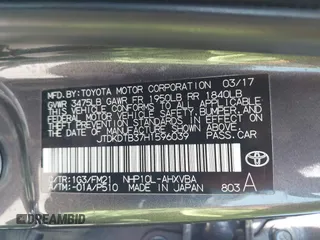 MFD. BY: TOYOTA MOTOR CORPORATION 03/17
GVWR 3475LB GAWR FR 1950LB RR 1840LB
THIS VEHICLE CONFORMS TO ALL APPLICABLE
FEDERAL MOTOR VEHICLE SAFETY, BUMPER, AND
THEFT PREVENTION STANDARDS IN EFFECT ON
THE DATE OF MANUFACTURE SHOWN ABOVE.
JTDKDTB37H1596039 PASS.CAR
C/TR: 1G3/FM21 NHP10L-AHXVBA
A/TM: -01A/P510 MADE IN JAPAN 803 A
TOYOTA
DREAMBID